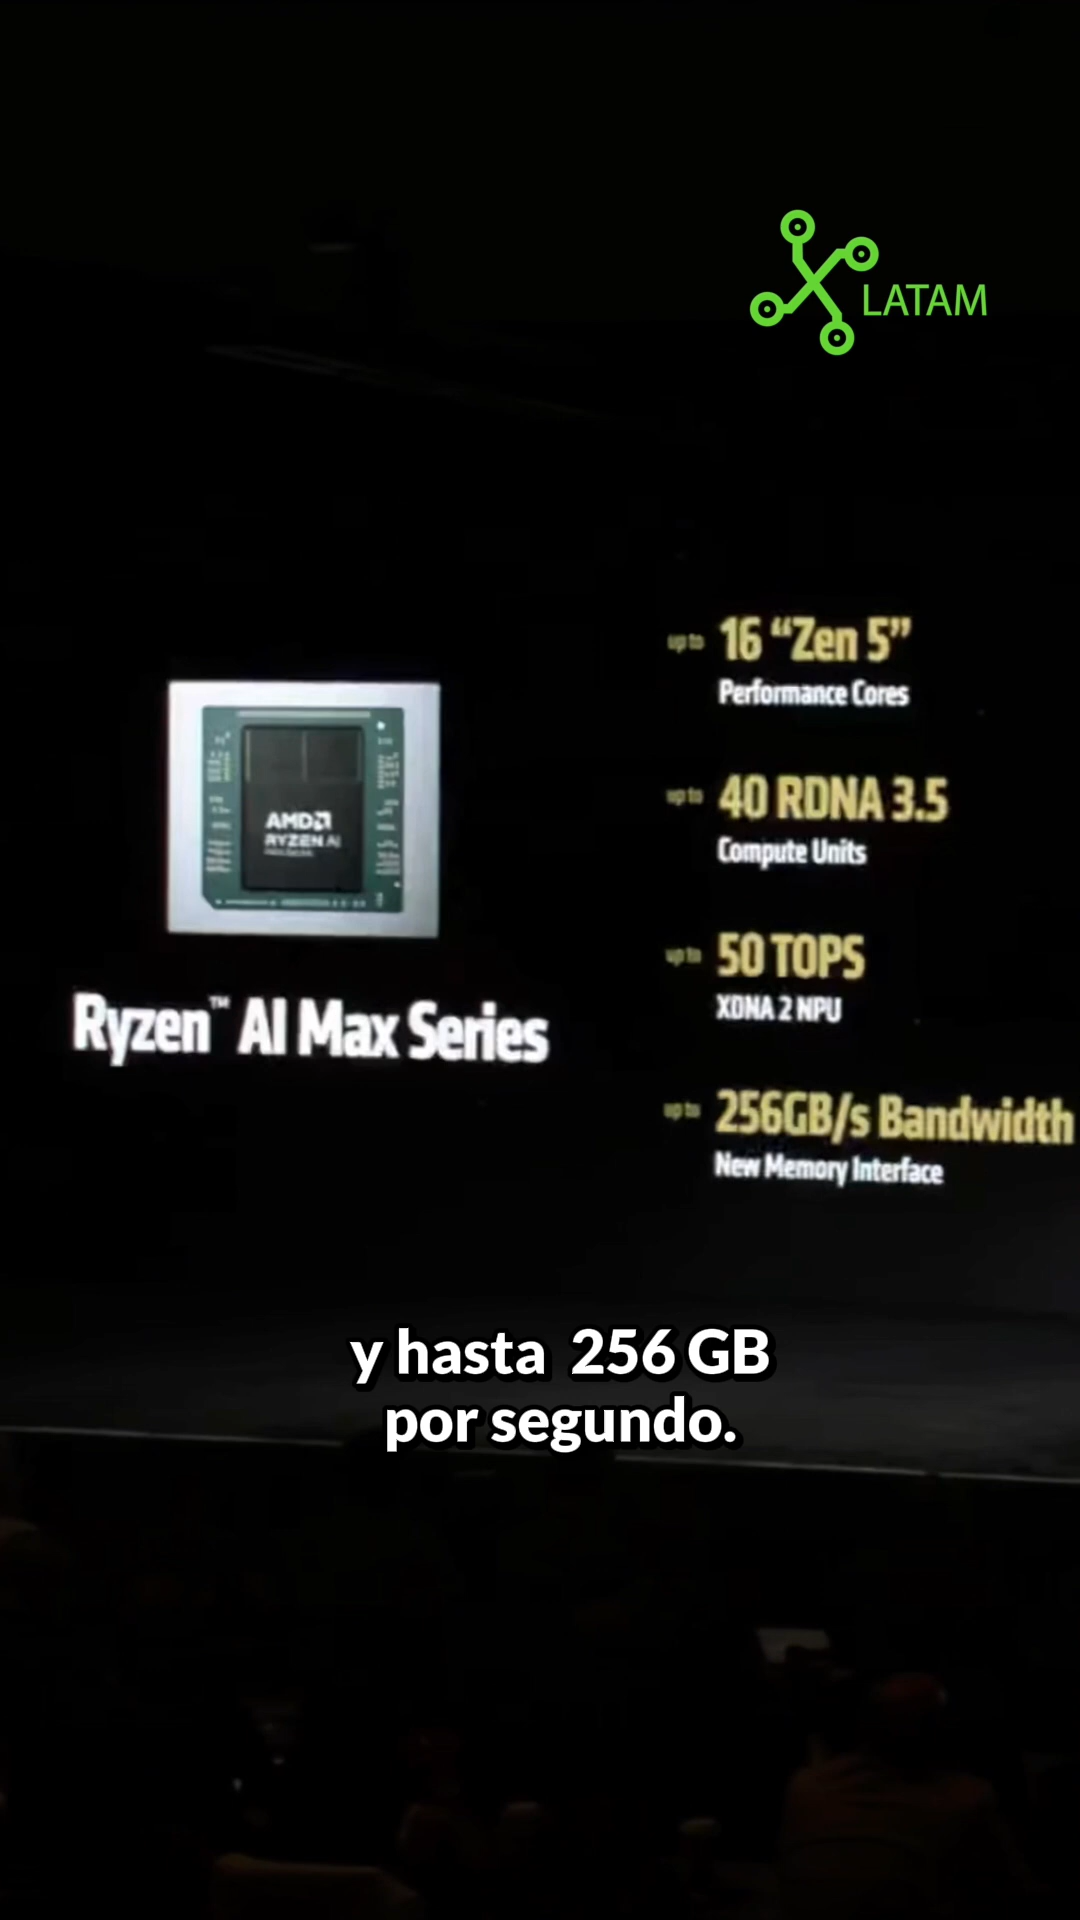 LATAM
up to 16 “Zen 5”
Performance Cores
up to 40 RDNA 3.5
Compute Units
AMD
RYZEN AI
up to 50 TOPS
XDNA 2 NPU
Ryzen™ AI Max Series
up to 256GB/s Bandwidth
New Memory Interface
y hasta 256 GB
por segundo.